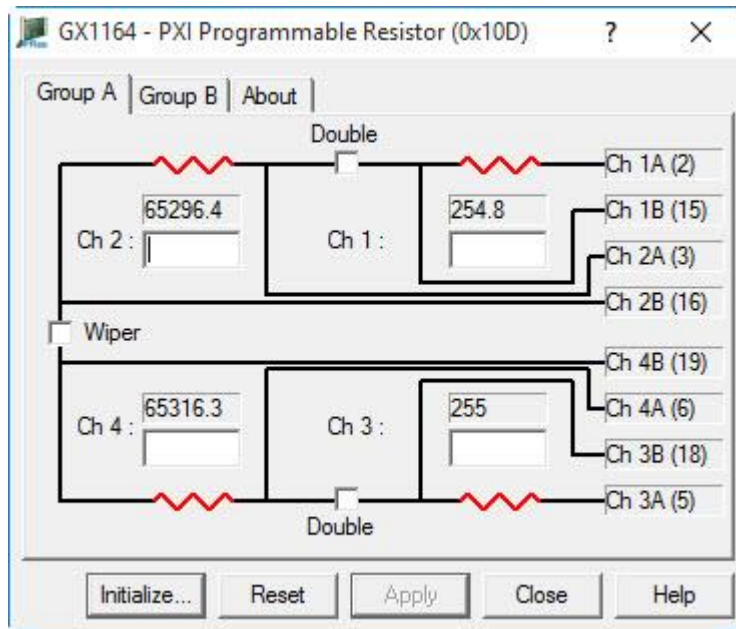 GX1164 - PXI Programmable Resistor (0x10D) ? X
Group A Group B About
Double
Ch 1A (2)
65296.4 254.8 Ch 1B (15)
Ch 2 : Ch 1 :
Ch 2A (3)
Ch 2B (16)
Wiper
Ch 4B (19)
65316.3 255 Ch 4A (6)
Ch 4 : Ch 3 :
Ch 3B (18)
Ch 3A (5)
Double
Initialize... Reset Apply Close Help